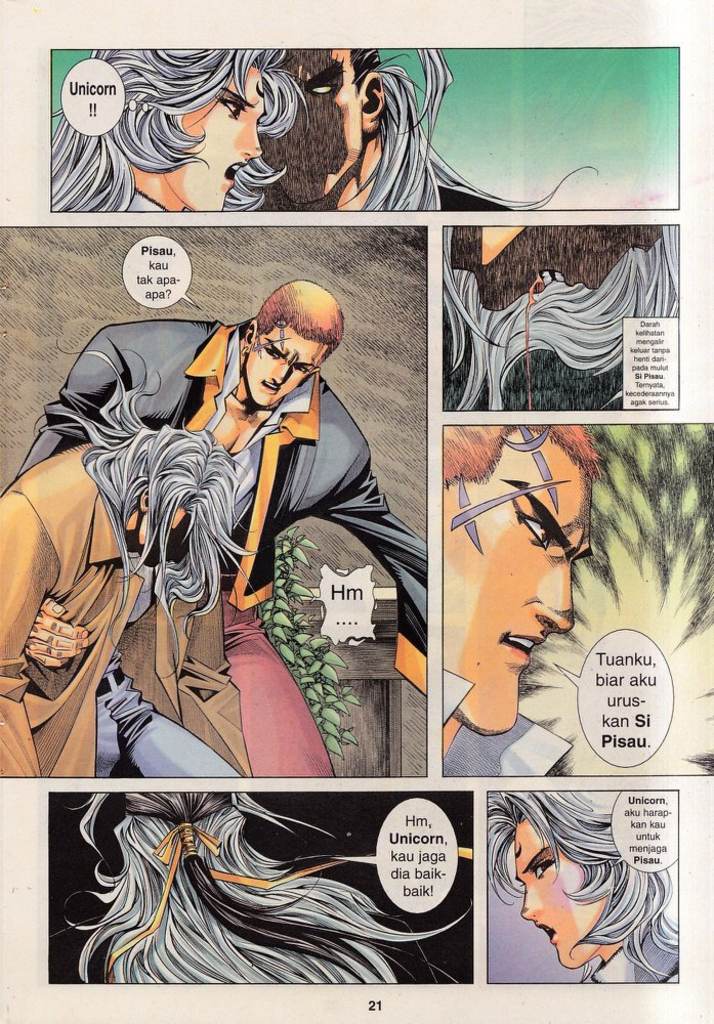 Unicorn
!!
Pisau,
kau
tak apa-
apa?
Darah
kelihatan
mengalir
keluar tanpa
henti dari-
pada mulut
Si Pisau.
Ternyata,
kecederaannya
agak serius.
Hm
....
Tuanku,
biar aku
urus-
kan Si
Pisau.
Hm,
Unicorn,
kau jaga
dia baik-
baik!
Unicorn,
aku harap-
kan kau
untuk
menjaga
Pisau.
21